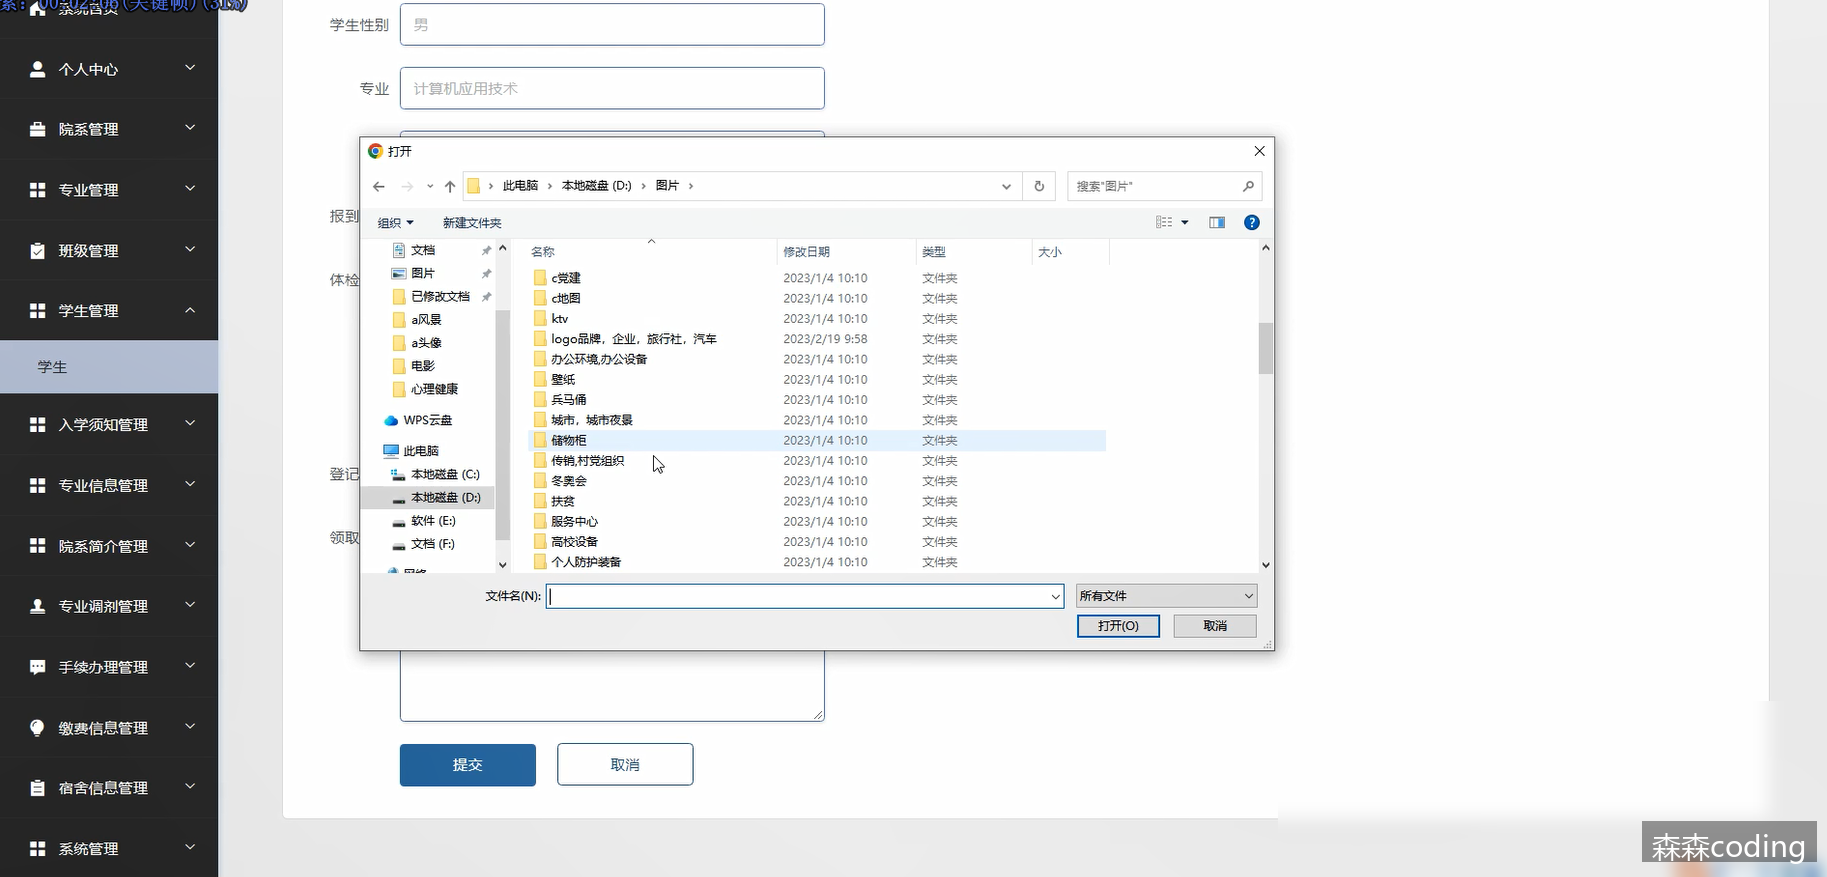 索：00-02-06(关键帧)(31%)
系统首页
个人中心
院系管理
专业管理
班级管理
学生管理
学生
入学须知管理
专业信息管理
院系简介管理
专业调剂管理
手续办理管理
缴费信息管理
宿舍信息管理
系统管理
学生性别
男
专业
计算机应用技术
报到
体检
登记
领取
打开
此电脑 › 本地磁盘 (D:) › 图片 ›
搜索"图片"
组织
新建文件夹
文档
图片
已修改文档
a风景
a头像
电影
心理健康
WPS云盘
此电脑
本地磁盘 (C:)
本地磁盘 (D:)
软件 (E:)
文档 (F:)
名称 修改日期 类型 大小
c党建 2023/1/4 10:10 文件夹
c地图 2023/1/4 10:10 文件夹
ktv 2023/1/4 10:10 文件夹
logo品牌，企业，旅行社，汽车 2023/2/19 9:58 文件夹
办公环境,办公设备 2023/1/4 10:10 文件夹
壁纸 2023/1/4 10:10 文件夹
兵马俑 2023/1/4 10:10 文件夹
城市，城市夜景 2023/1/4 10:10 文件夹
储物柜 2023/1/4 10:10 文件夹
传销,村党组织 2023/1/4 10:10 文件夹
冬奥会 2023/1/4 10:10 文件夹
扶贫 2023/1/4 10:10 文件夹
服务中心 2023/1/4 10:10 文件夹
高校设备 2023/1/4 10:10 文件夹
个人防护装备 2023/1/4 10:10 文件夹
文件名(N):
所有文件
打开(O)
取消
提交
取消
森森coding